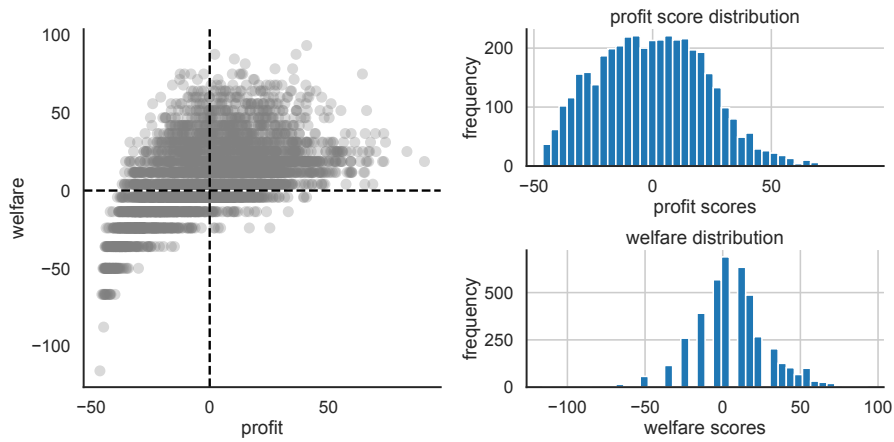 100
50
0
−50
−100
welfare
−50
0
50
profit
profit score distribution
200
100
0
frequency
−50
0
50
profit scores
welfare distribution
500
250
0
frequency
−100
−50
0
50
100
welfare scores